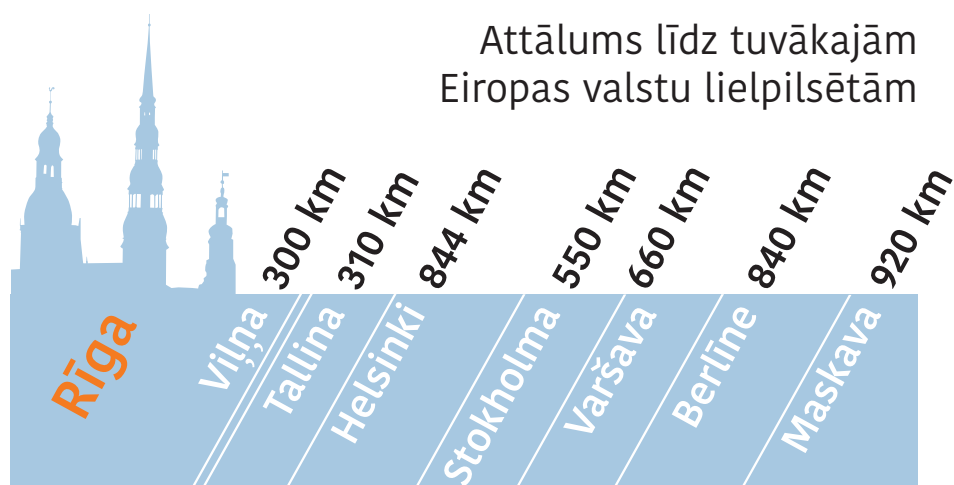 Attālums līdz tuvākajām
Eiropas valstu lielpilsētām
300 km
310 km
844 km
550 km
660 km
840 km
920 km
Rīga
Viļņa
Tallina
Helsinki
Stokholma
Varšava
Berlīne
Maskava